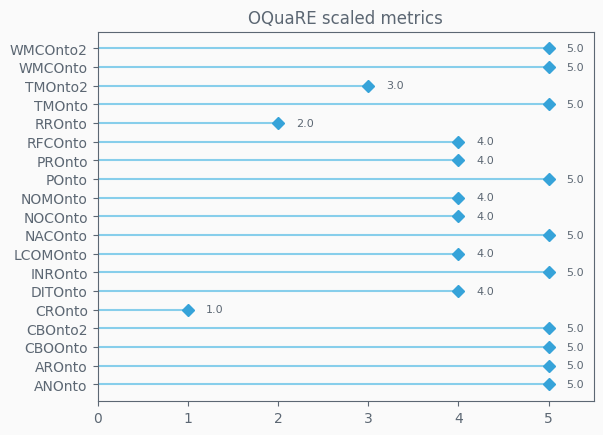 OQuaRE scaled metrics
WMCOnto2 5.0
WMCOnto 5.0
TMOnto2 3.0
TMOnto 5.0
RROnto 2.0
RFCOnto 4.0
PROnto 4.0
POnto 5.0
NOMOnto 4.0
NOCOnto 4.0
NACOnto 5.0
LCOMOnto 4.0
INROnto 5.0
DITOnto 4.0
CROnto 1.0
CBOnto2 5.0
CBOOnto 5.0
AROnto 5.0
ANOnto 5.0
0 1 2 3 4 5